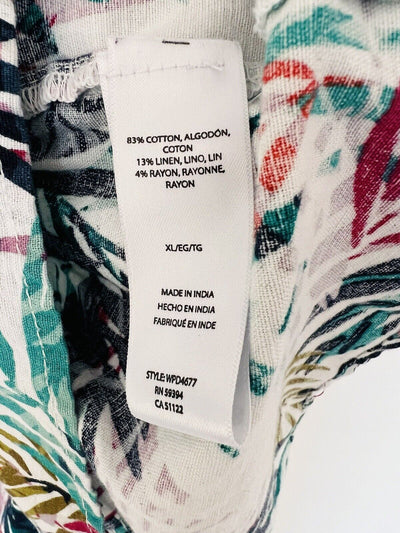 83% COTTON, ALGODÓN,
COTON
13% LINEN, LINO, LIN
4% RAYON, RAYONNE,
RAYON
XL/EG/TG
MADE IN INDIA
HECHO EN INDIA
FABRIQUÉ EN INDE
STYLE: WPD4677
RN 59394
CA 51122